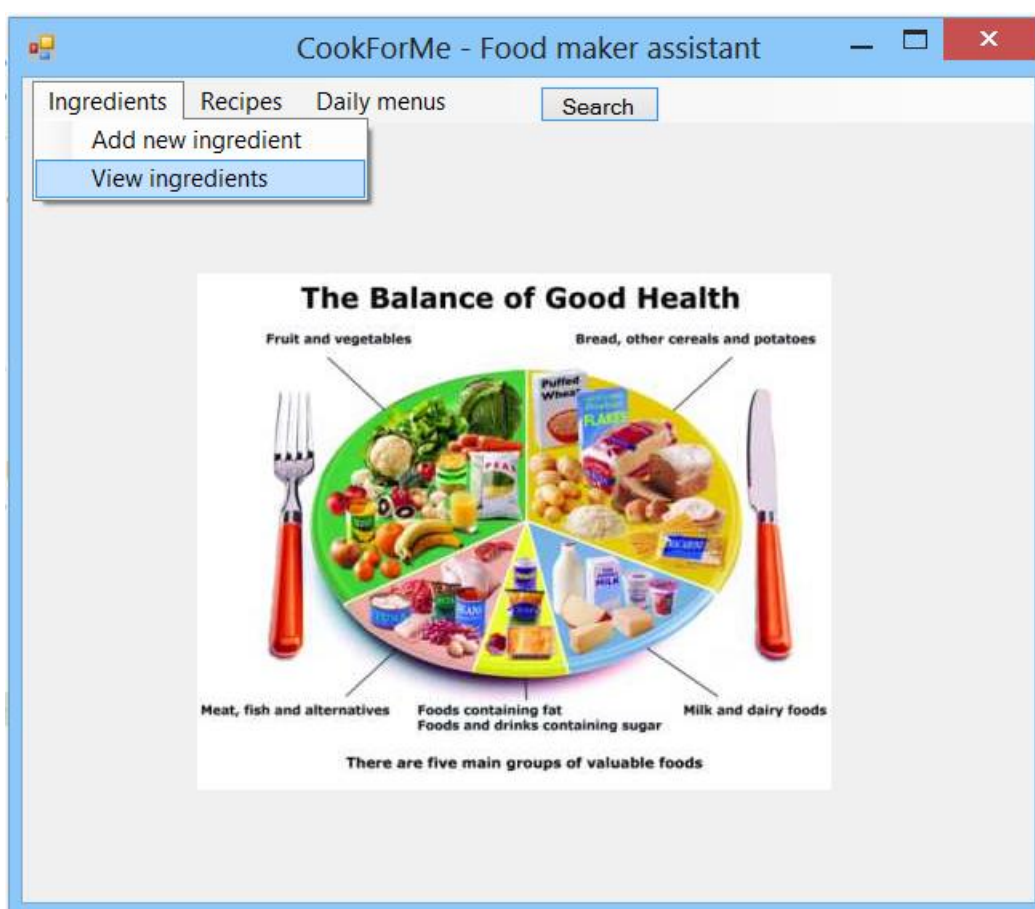 CookForMe - Food maker assistant
Ingredients Recipes Daily menus Search
Add new ingredient
View ingredients
The Balance of Good Health
Fruit and vegetables
Bread, other cereals and potatoes
Puffed
Wheat
FLAKES
PEAS
MILK
Meat, fish and alternatives
Foods containing fat
Foods and drinks containing sugar
Milk and dairy foods
There are five main groups of valuable foods